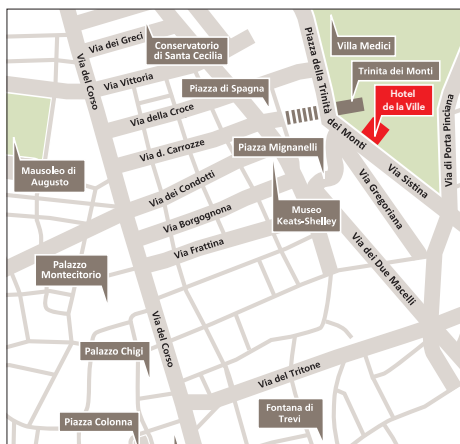 Via dei Greci
Conservatorio
di Santa Cecilia
Villa Medici
Piazza della Trinità
dei Monti
Trinita dei Monti
Via del Corso
Via Vittoria
Piazza di Spagna
Hotel
de la Ville
Via della Croce
Via di Porta Pinciana
Via d. Carrozze
Piazza Mignanelli
Mausoleo di
Augusto
Via Sistina
Via dei Condotti
Via Gregoriana
Via Borgognona
Museo
Keats-Shelley
Via Frattina
Palazzo
Montecitorio
Via dei Due Macelli
Via del Corso
Palazzo Chigi
Via del Tritone
Piazza Colonna
Fontana di
Trevi